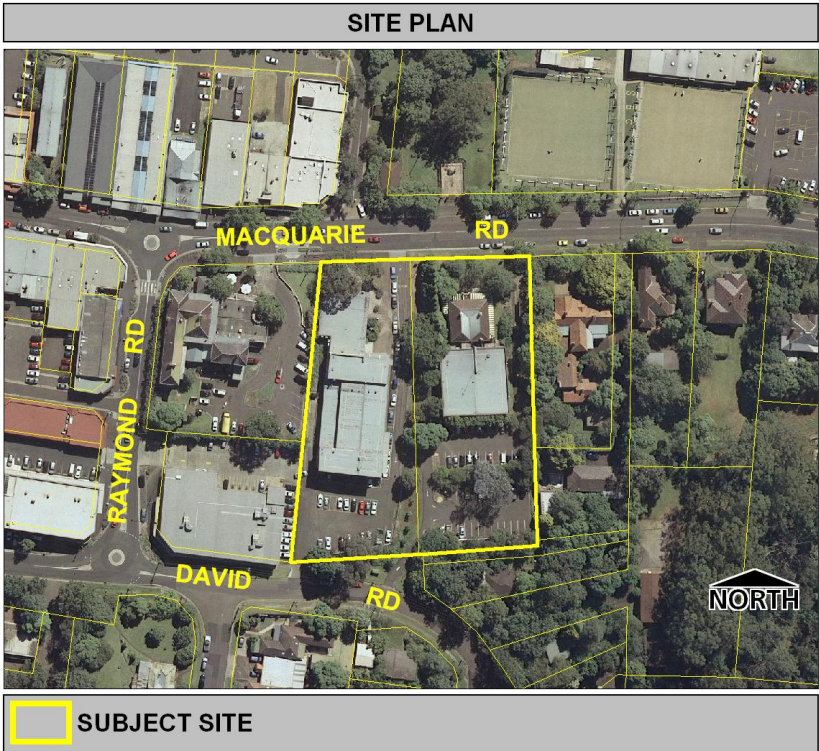 SITE PLAN
MACQUARIE RD
RAYMOND RD
DAVID RD
NORTH
SUBJECT SITE